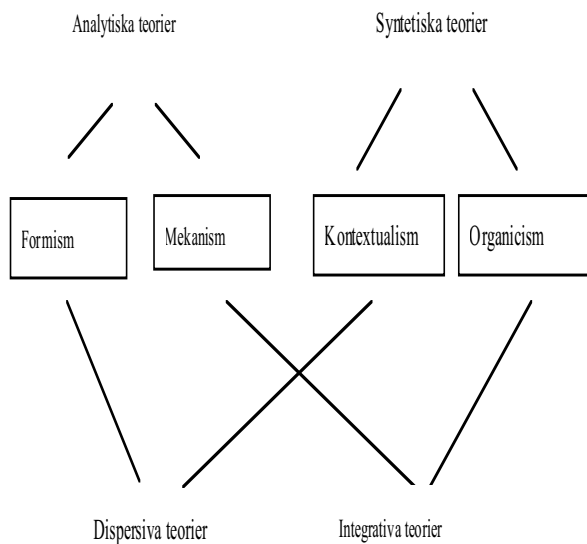 Analytiska teorier
Syntetiska teorier
Formism
Mekanism
Kontextualism
Organicism
Dispersiva teorier
Integrativa teorier